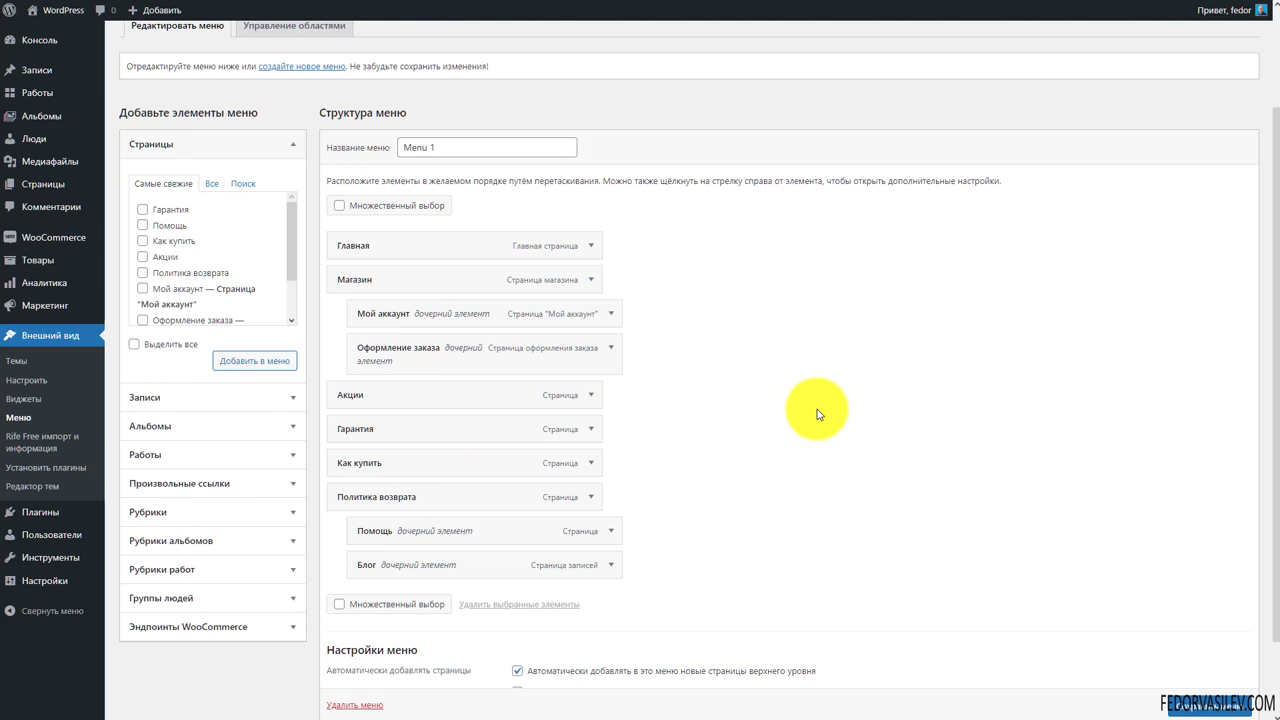 WordPress 0 Добавить Привет, fedor
Консоль
Записи
Работы
Альбомы
Люди
Медиафайлы
Страницы
Комментарии
WooCommerce
Товары
Аналитика
Маркетинг
Внешний вид
Темы
Настроить
Виджеты
Меню
Rife Free импорт и
информация
Установить плагины
Редактор тем
Плагины
Пользователи
Инструменты
Настройки
Свернуть меню
Редактировать меню Управление областями
Отредактируйте меню ниже или создайте новое меню. Не забудьте сохранить изменения!
Добавьте элементы меню
Страницы
Самые свежие Все Поиск
Гарантия
Помощь
Как купить
Акции
Политика возврата
Мой аккаунт — Страница
"Мой аккаунт"
Оформление заказа —
Выделить все
Добавить в меню
Записи
Альбомы
Работы
Произвольные ссылки
Рубрики
Рубрики альбомов
Рубрики работ
Группы людей
Эндпоинты WooCommerce
Структура меню
Название меню Menu 1
Расположите элементы в желаемом порядке путём перетаскивания. Можно также щёлкнуть на стрелку справа от элемента, чтобы открыть дополнительные настройки.
Множественный выбор
Главная Главная страница
Магазин Страница магазина
Мой аккаунт дочерний элемент Страница "Мой аккаунт"
Оформление заказа дочерний Страница оформления заказа
элемент
Акции Страница
Гарантия Страница
Как купить Страница
Политика возврата Страница
Помощь дочерний элемент Страница
Блог дочерний элемент Страница записей
Множественный выбор Удалить выбранные элементы
Настройки меню
Автоматически добавлять страницы Автоматически добавлять в это меню новые страницы верхнего уровня
Удалить меню
FEDORVASILEV.COM